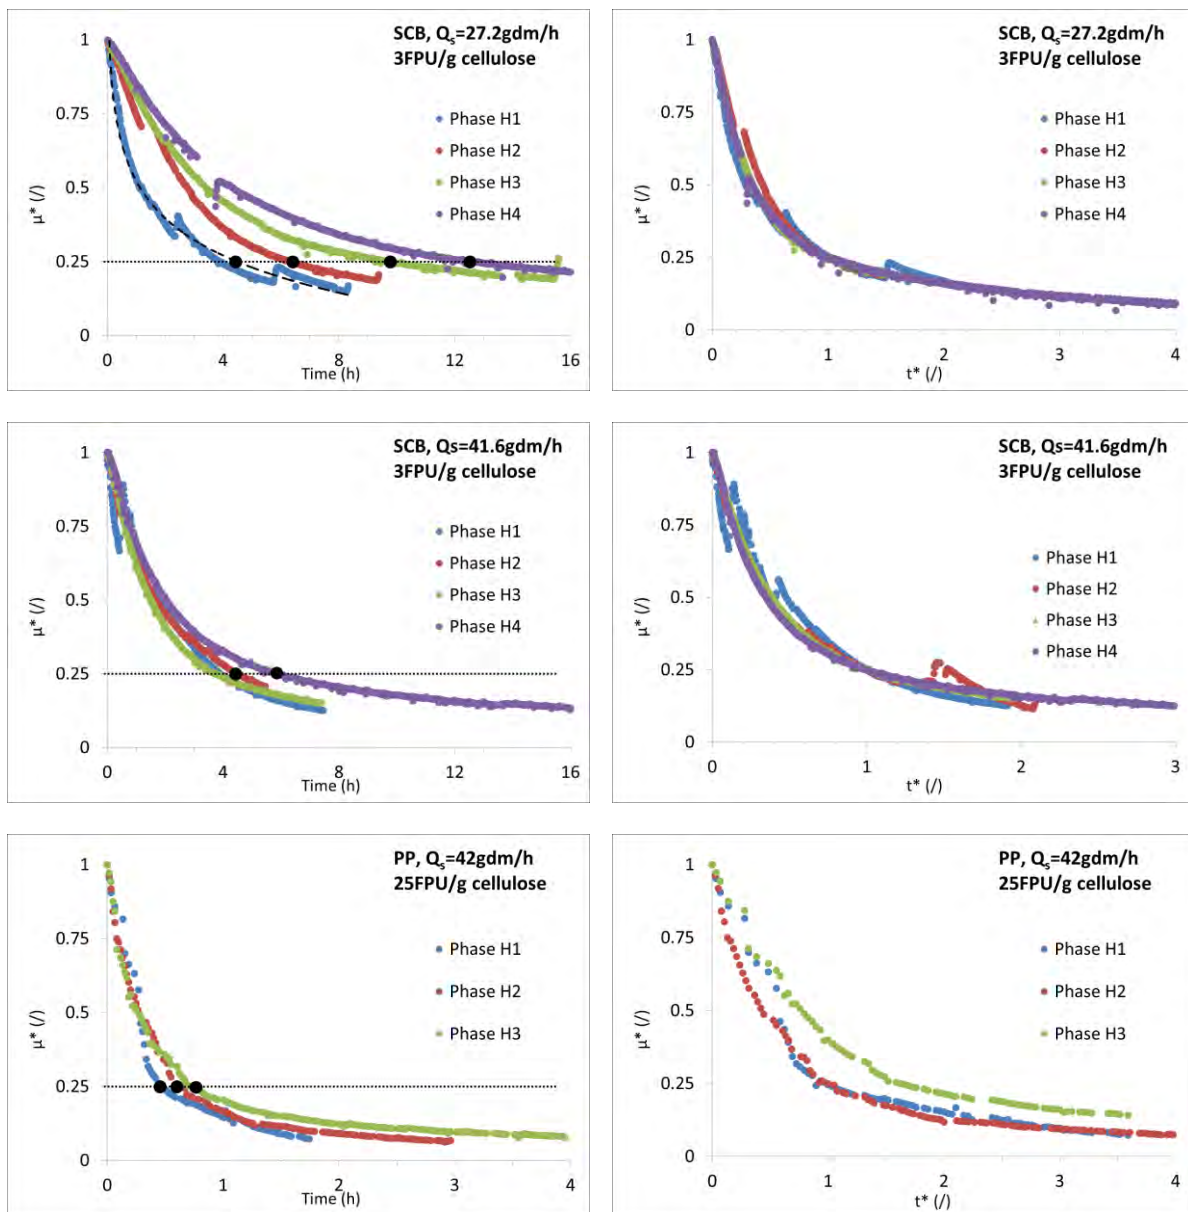 SCB, Qs=27.2gdm/h
3FPU/g cellulose
1
0.75
0.5
0.25
0
μ* (/)
Phase H1
Phase H2
Phase H3
Phase H4
0 4 8 12 16
Time (h)
SCB, Qs=27.2gdm/h
3FPU/g cellulose
1
0.75
0.5
0.25
0
μ* (/)
Phase H1
Phase H2
Phase H3
Phase H4
0 1 2 3 4
t* (/)
SCB, Qs=41.6gdm/h
3FPU/g cellulose
1
0.75
0.5
0.25
0
μ* (/)
Phase H1
Phase H2
Phase H3
Phase H4
0 4 8 12 16
Time (h)
SCB, Qs=41.6gdm/h
3FPU/g cellulose
1
0.75
0.5
0.25
0
μ* (/)
Phase H1
Phase H2
Phase H3
Phase H4
0 1 2 3
t* (/)
PP, Qs=42gdm/h
25FPU/g cellulose
1
0.75
0.5
0.25
0
μ* (/)
Phase H1
Phase H2
Phase H3
0 1 2 3 4
Time (h)
PP, Qs=42gdm/h
25FPU/g cellulose
1
0.75
0.5
0.25
0
μ* (/)
Phase H1
Phase H2
Phase H3
0 1 2 3 4
t* (/)